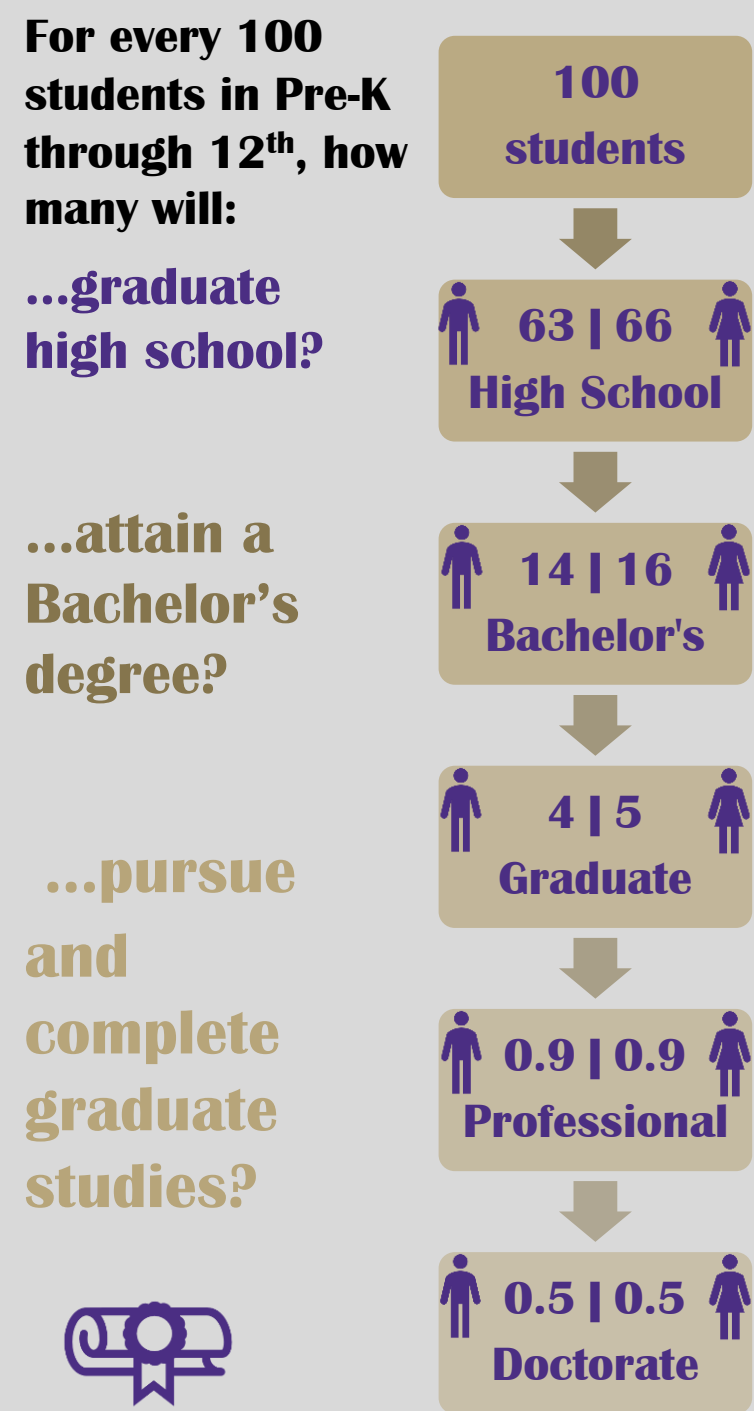 For every 100
students in Pre-K
through 12th, how
many will:
100
students
...graduate
high school?
63 | 66
High School
...attain a
Bachelor’s
degree?
14 | 16
Bachelor's
...pursue
and
complete
graduate
studies?
4 | 5
Graduate
0.9 | 0.9
Professional
0.5 | 0.5
Doctorate